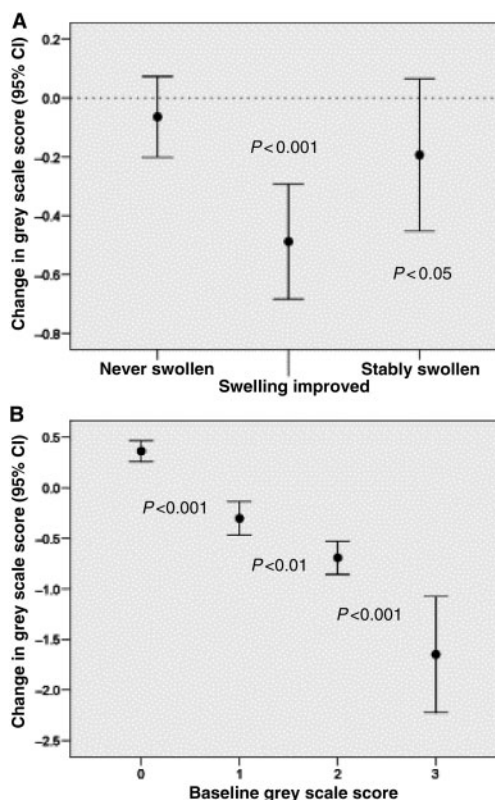 A
Change in grey scale score (95% CI)
0.2
0.0
−0.2
−0.4
−0.6
−0.8
P<0.001
P<0.05
Never swollen
Swelling improved
Stably swollen
B
Change in grey scale score (95% CI)
0.5
0.0
−0.5
−1.0
−1.5
−2.0
−2.5
P<0.001
P<0.01
P<0.001
0 1 2 3
Baseline grey scale score